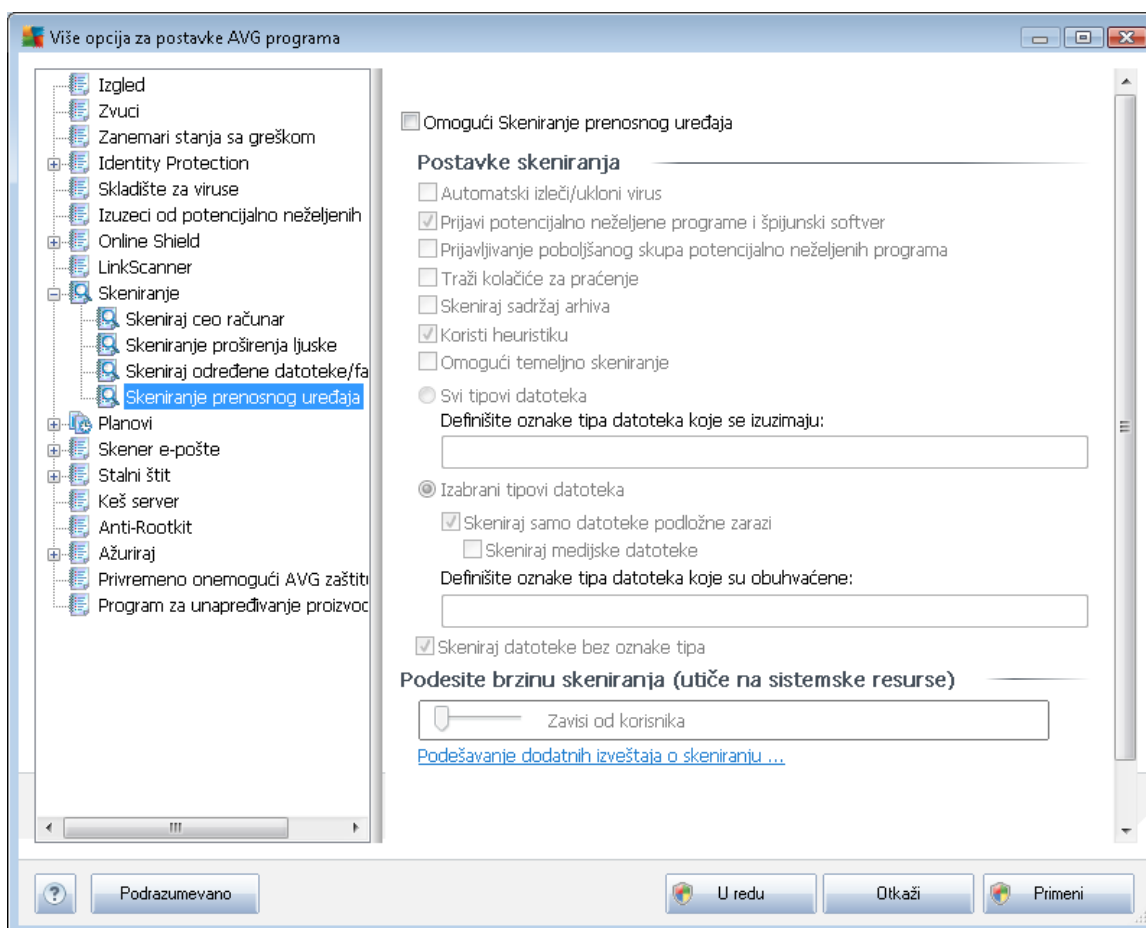 Više opcija za postavke AVG programa
Izgled
Zvuci
Zanemari stanja sa greškom
Identity Protection
Skladište za viruse
Izuzeci od potencijalno neželjenih
Online Shield
LinkScanner
Skeniranje
Skeniraj ceo računar
Skeniranje proširenja ljuske
Skeniraj određene datoteke/fa
Skeniranje prenosnog uređaja
Planovi
Skener e-pošte
Stalni štit
Keš server
Anti-Rootkit
Ažuriraj
Privremeno onemogući AVG zaštitu
Program za unapređivanje proizvod
Omogući Skeniranje prenosnog uređaja
Postavke skeniranja
Automatski izleči/ukloni virus
Prijavi potencijalno neželjene programe i špijunski softver
Prijavljivanje poboljšanog skupa potencijalno neželjenih programa
Traži kolačiće za praćenje
Skeniraj sadržaj arhiva
Koristi heuristiku
Omogući temeljno skeniranje
Svi tipovi datoteka
Definišite oznake tipa datoteka koje se izuzimaju:
Izabrani tipovi datoteka
Skeniraj samo datoteke podložne zarazi
Skeniraj medijske datoteke
Definišite oznake tipa datoteka koje su obuhvaćene:
Skeniraj datoteke bez oznake tipa
Podesite brzinu skeniranja (utiče na sistemske resurse)
Zavisi od korisnika
Podešavanje dodatnih izveštaja o skeniranju ...
?
Podrazumevano
U redu
Otkaži
Primeni